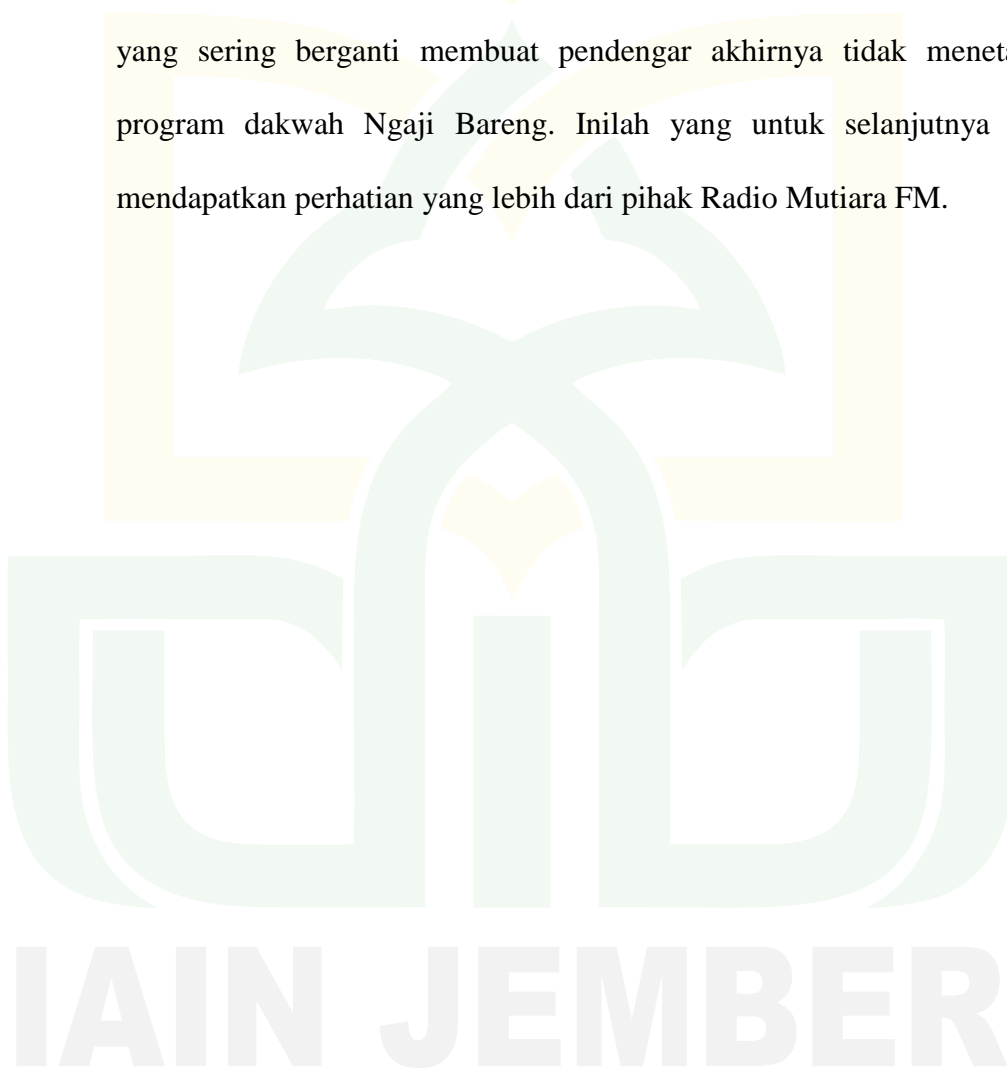 yang sering berganti membuat pendengar akhirnya tidak
program dakwah Ngaji Bareng. Inilah yang untuk selanjutnya
mendapatkan perhatian yang lebih dari pihak Radio Mutiara FM.
IAIN JEMBER